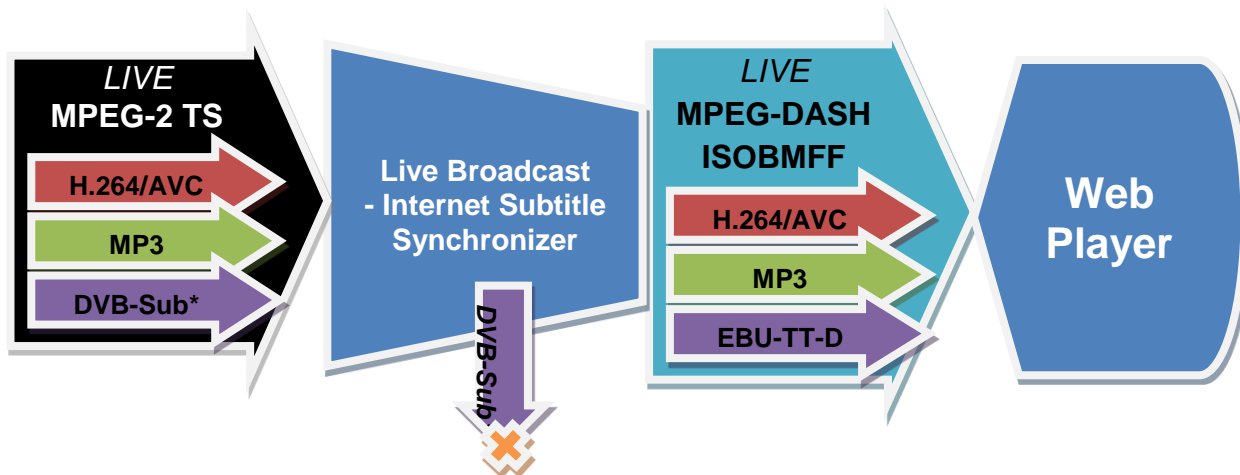 LIVE
MPEG-2 TS
H.264/AVC
MP3
DVB-Sub*
Live Broadcast
- Internet Subtitle
Synchronizer
DVB-Sub
LIVE
MPEG-DASH
ISOBMFF
H.264/AVC
MP3
EBU-TT-D
Web
Player